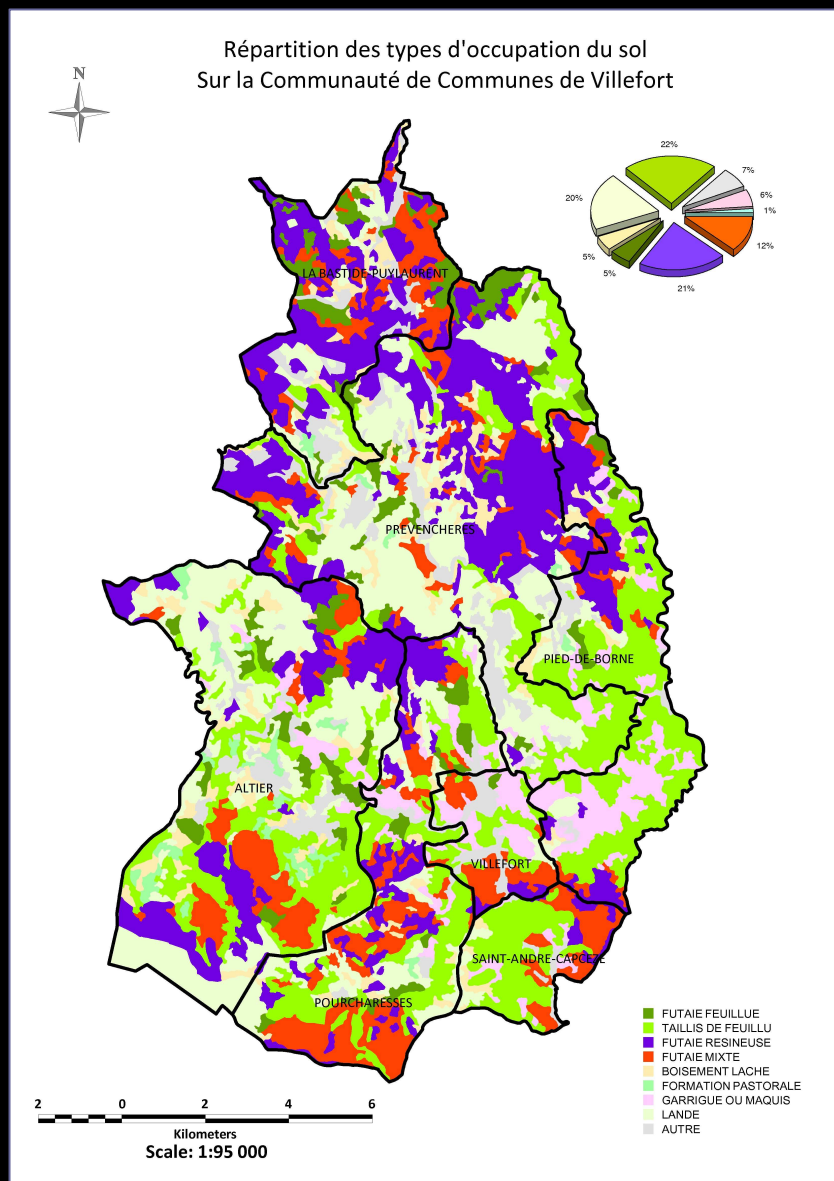 Répartition des types d'occupation du sol
Sur la Communauté de Communes de Villefort
N
22%
7%
20%
6%
1%
12%
5%
5%
21%
LA BASTIDE-PUYLAURENT
PREVENCHERES
PIED-DE-BORNE
ALTIER
VILLEFORT
SAINT-ANDRE-CAPCEZE
POURCHARESSES
FUTAIE FEUILLUE
TAILLIS DE FEUILLU
FUTAIE RESINEUSE
FUTAIE MIXTE
BOISEMENT LACHE
FORMATION PASTORALE
GARRIGUE OU MAQUIS
LANDE
AUTRE
2 0 2 4 6
Kilometers
Scale: 1:95 000